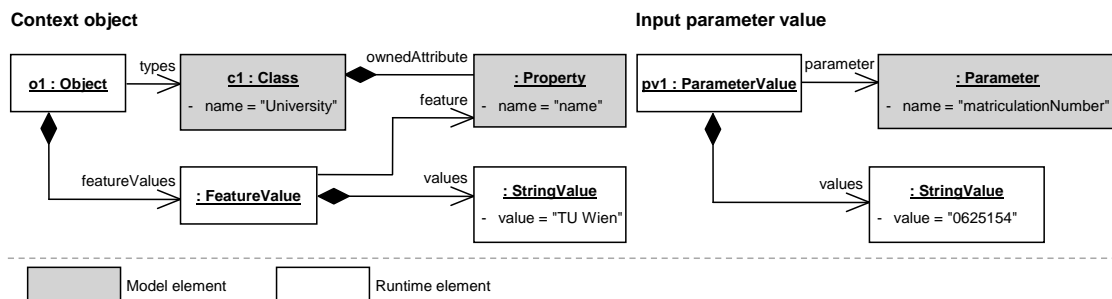 Context object
Input parameter value
o1 : Object
types
c1 : Class
- name = "University"
ownedAttribute
: Property
- name = "name"
feature
pv1 : ParameterValue
parameter
: Parameter
- name = "matriculationNumber"
featureValues
: FeatureValue
values
: StringValue
- value = "TU Wien"
values
: StringValue
- value = "0625154"
Model element
Runtime element